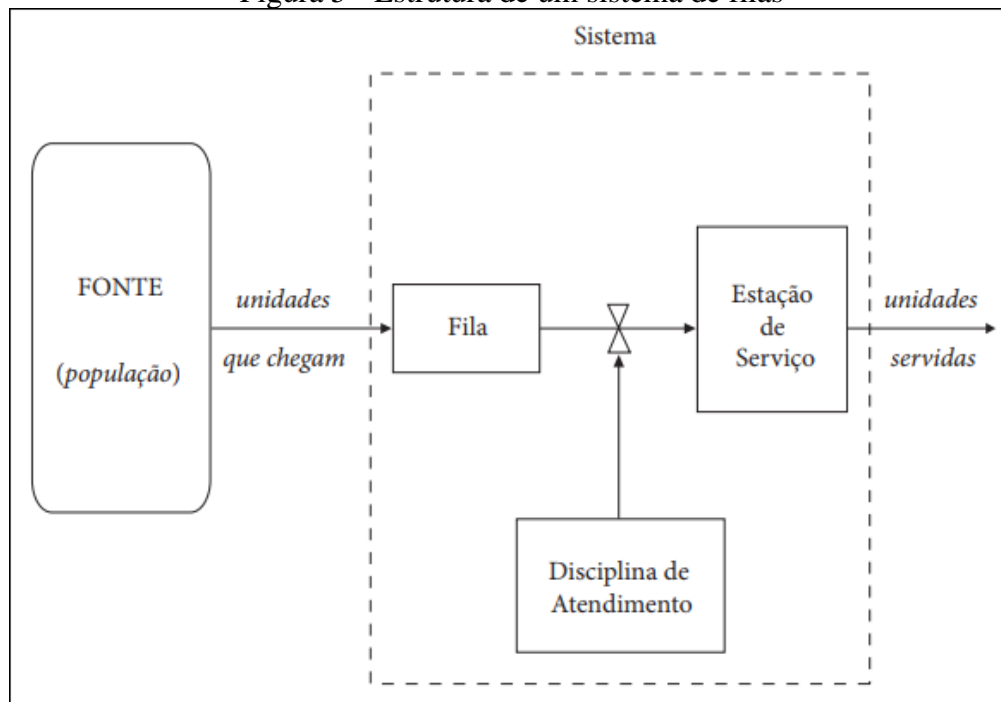 Sistema
FONTE
(população)
unidades
que chegam
Fila
Estação
de
Serviço
unidades
servidas
Disciplina de
Atendimento